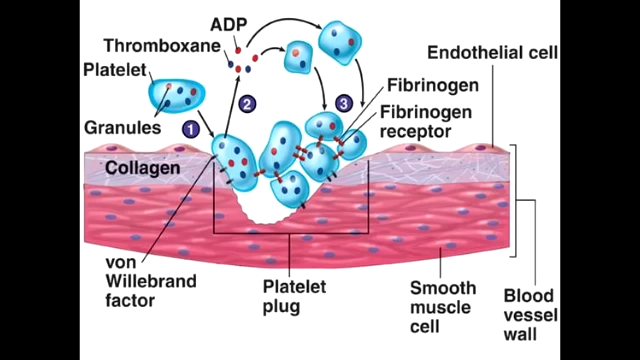 ADP
Thromboxane
Platelet
Endothelial cell
Fibrinogen
Granules
1
2
3
Fibrinogen
receptor
Collagen
von
Willebrand
factor
Platelet
plug
Smooth
muscle
cell
Blood
vessel
wall